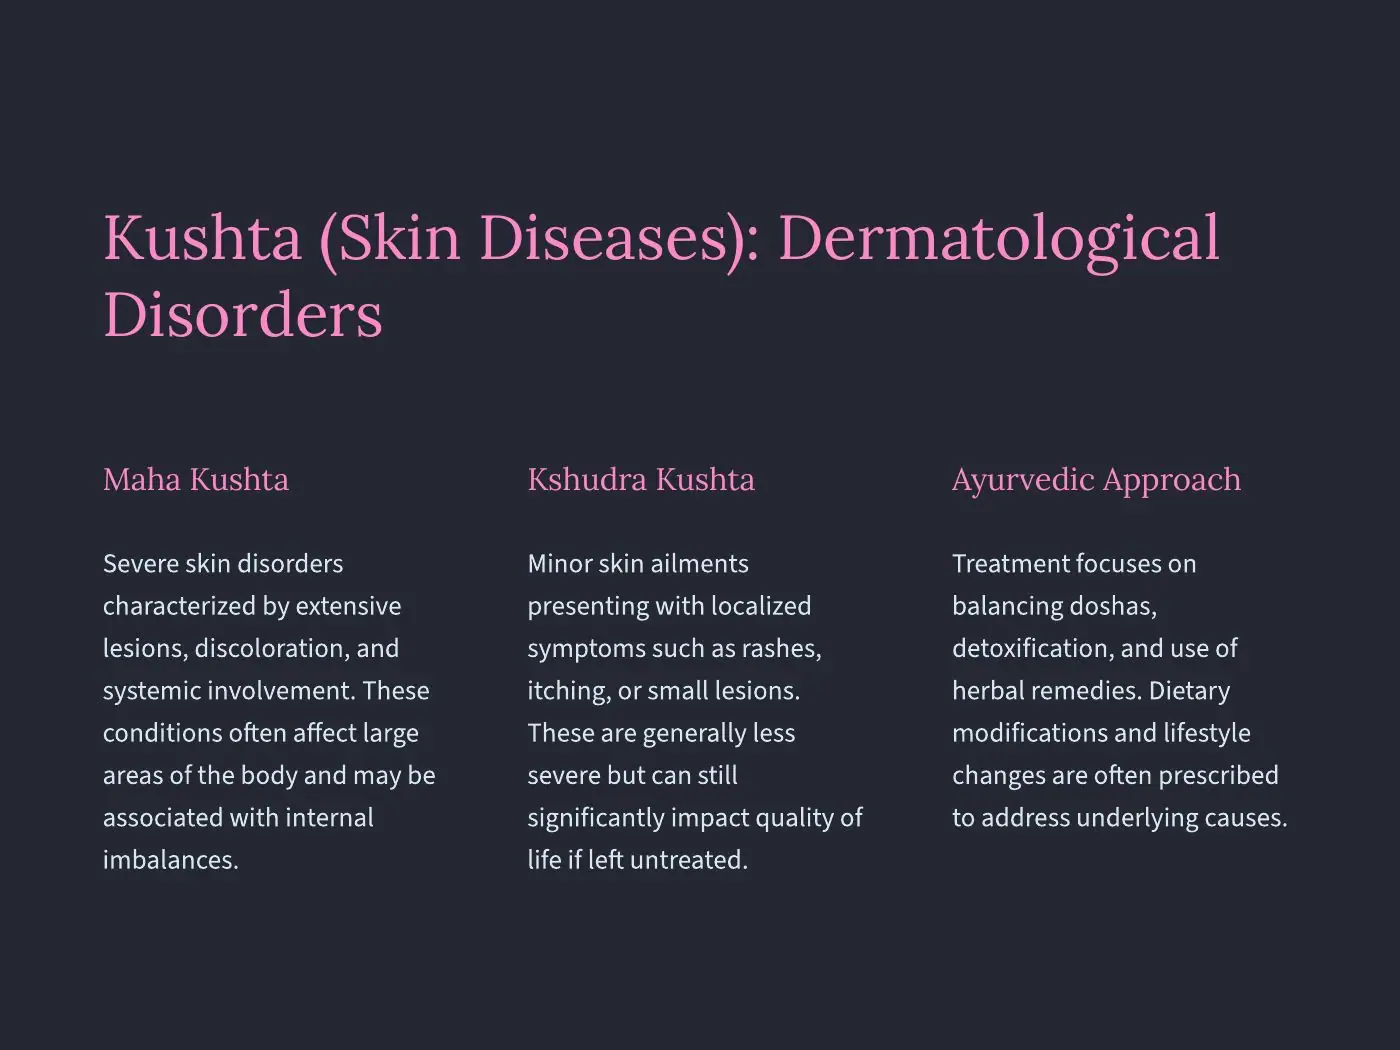 Kushta (Skin Diseases): Dermatological
Disorders
Maha Kushta
Severe skin disorders
characterized by extensive
lesions, discoloration, and
systemic involvement. These
conditions often affect large
areas of the body and may be
associated with internal
imbalances.
Kshudra Kushta
Minor skin ailments
presenting with localized
symptoms such as rashes,
itching, or small lesions.
These are generally less
severe but can still
significantly impact quality of
life if left untreated.
Ayurvedic Approach
Treatment focuses on
balancing doshas,
detoxification, and use of
herbal remedies. Dietary
modifications and lifestyle
changes are often prescribed
to address underlying causes.